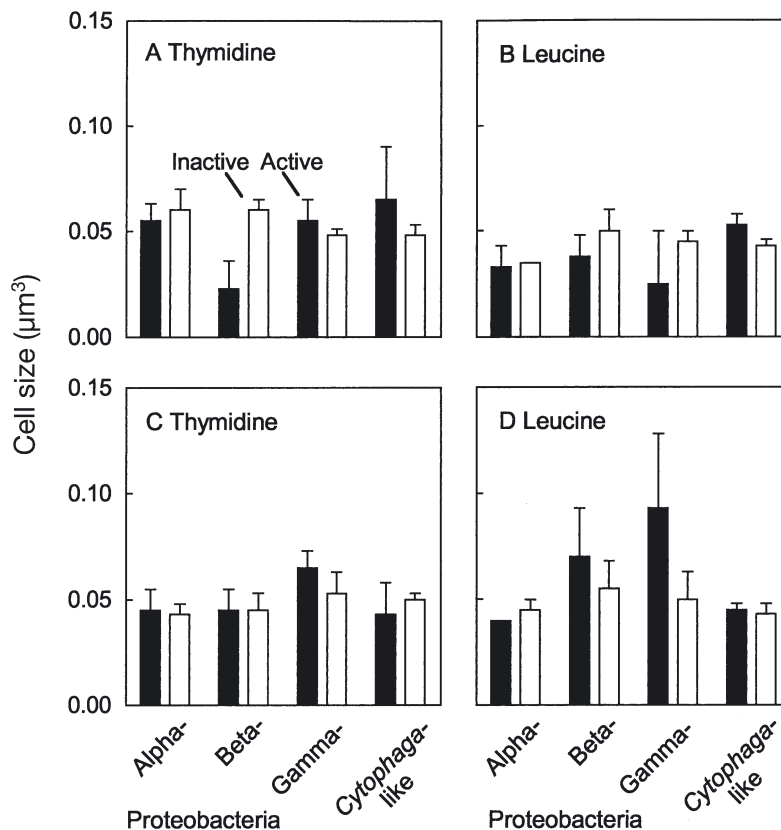 0.15
A Thymidine
B Leucine
0.10
Inactive Active
0.05
0.00
Cell size (μm³)
0.15
C Thymidine
D Leucine
0.10
0.05
0.00
Alpha-
Beta-
Gamma-
Cytophaga-
like
Alpha-
Beta-
Gamma-
Cytophaga-
like
Proteobacteria
Proteobacteria